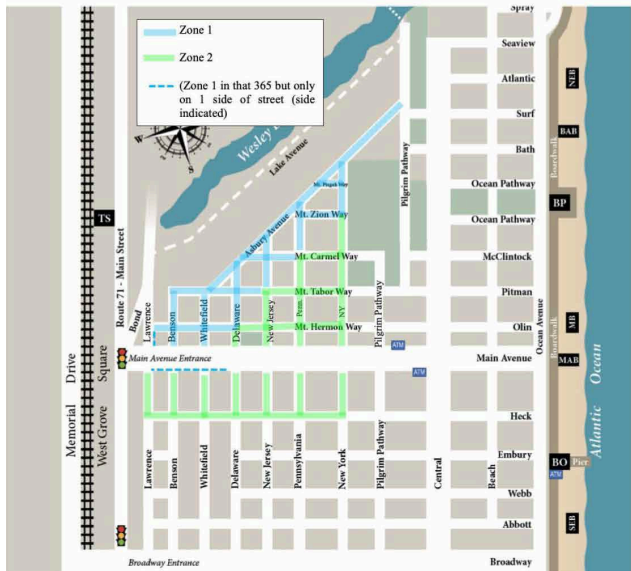 Zone 1
Zone 2
(Zone 1 in that 365 but only
on 1 side of street (side
indicated)
W
S
Wesley
Lake Avenue
Asbury Avenue
Spray
Seaview
Atlantic
Surf
Bath
Ocean Pathway
Ocean Pathway
McClintock
Pitman
Olin
Main Avenue
Heck
Embury
Webb
Abbott
Broadway
NEB
BAB
Boardwalk
BP
MB
Boardwalk
MAB
BO
Pier
ATM
SEB
Atlantic Ocean
Ocean Avenue
Pilgrim Pathway
Mt. Zion Way
Mt. Carmel Way
Mt. Tabor Way
Mt. Hermon Way
TS
Route 71 - Main Street
Bond
Lawrence
Benson
Whitefield
Delaware
New Jersey
Penn.
NY
Pilgrim Pathway
ATM
Main Avenue Entrance
ATM
Memorial Drive
West Grove Square
Lawrence
Benson
Whitefield
Delaware
New Jersey
Pennsylvania
New York
Pilgrim Pathway
Central
Beach
Broadway Entrance